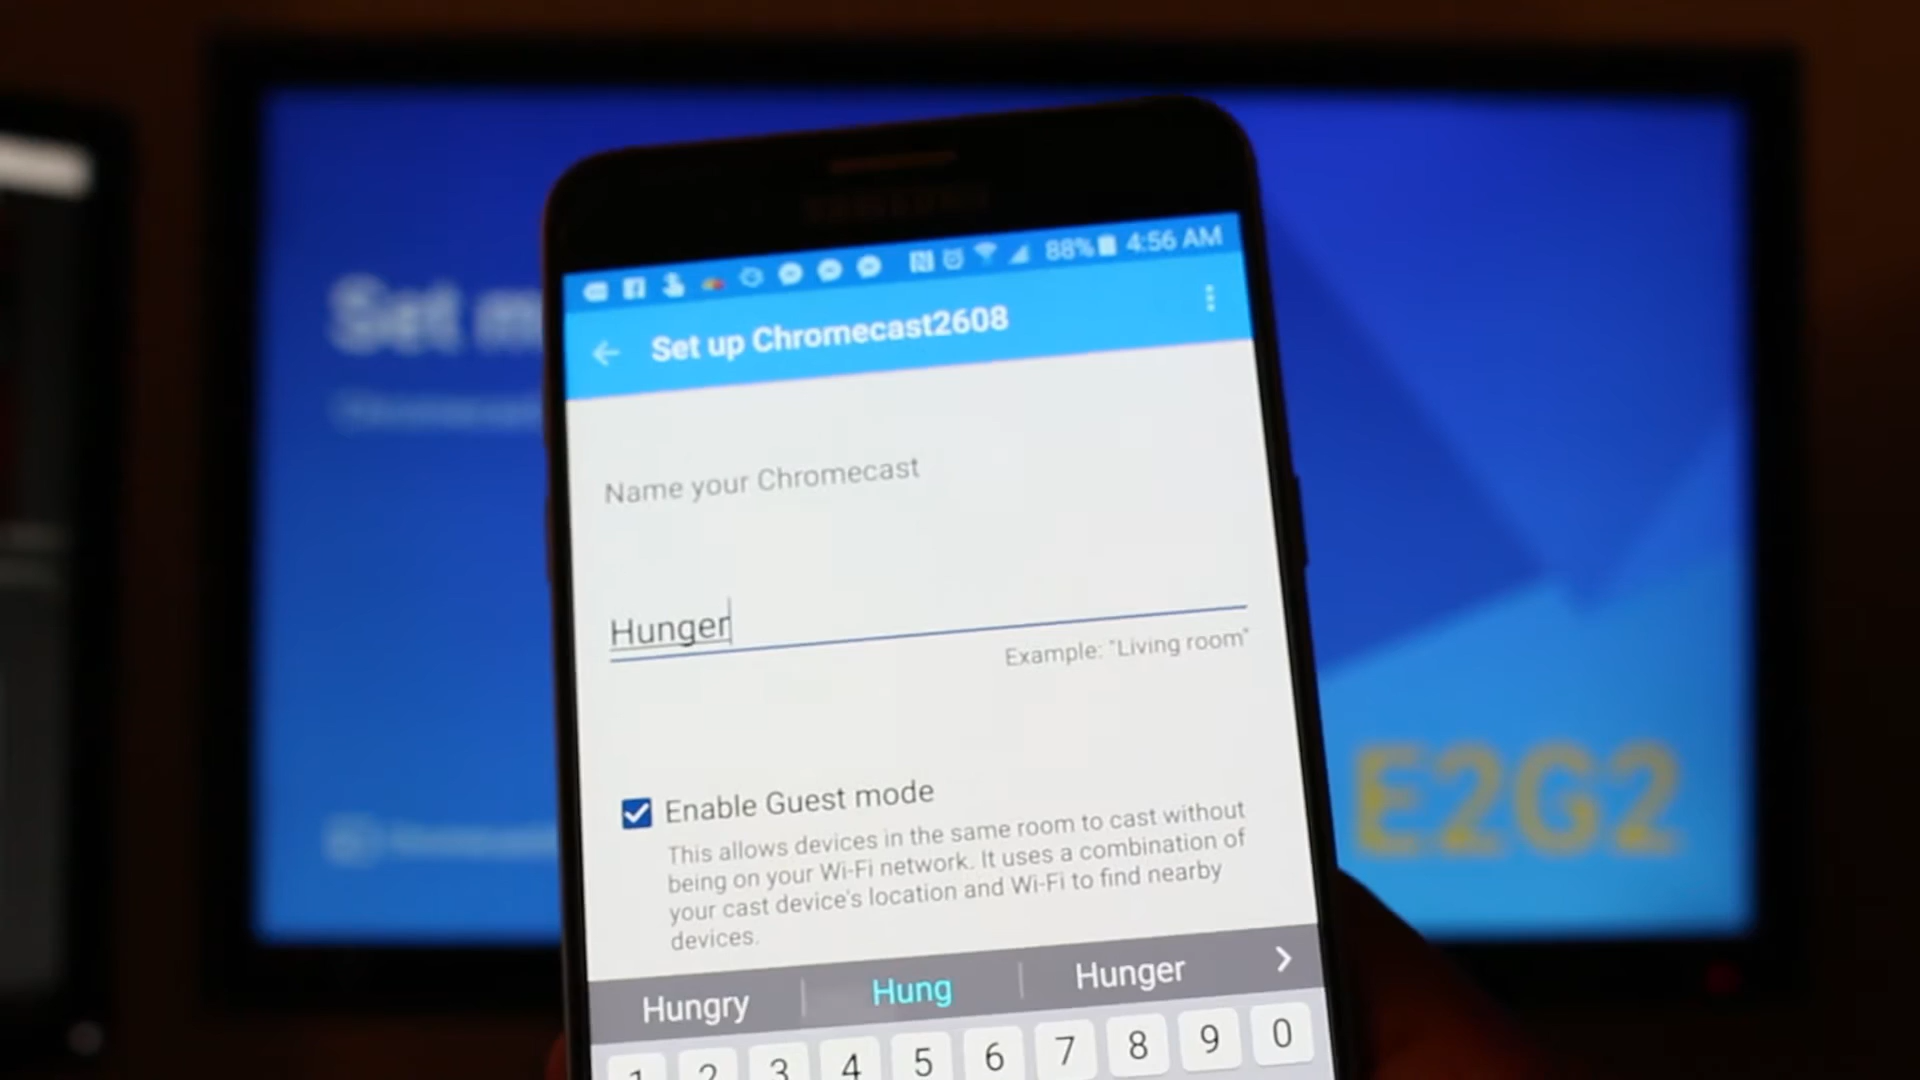 SAMSUNG
88% 4:56 AM
Set up Chromecast2608
Set m
Chromecast
Name your Chromecast
Hunger
Example: "Living room"
Enable Guest mode
This allows devices in the same room to cast without
being on your Wi-Fi network. It uses a combination of
your cast device's location and Wi-Fi to find nearby
devices.
E2G2
Hungry Hung Hunger
1 2 3 4 5 6 7 8 9 0